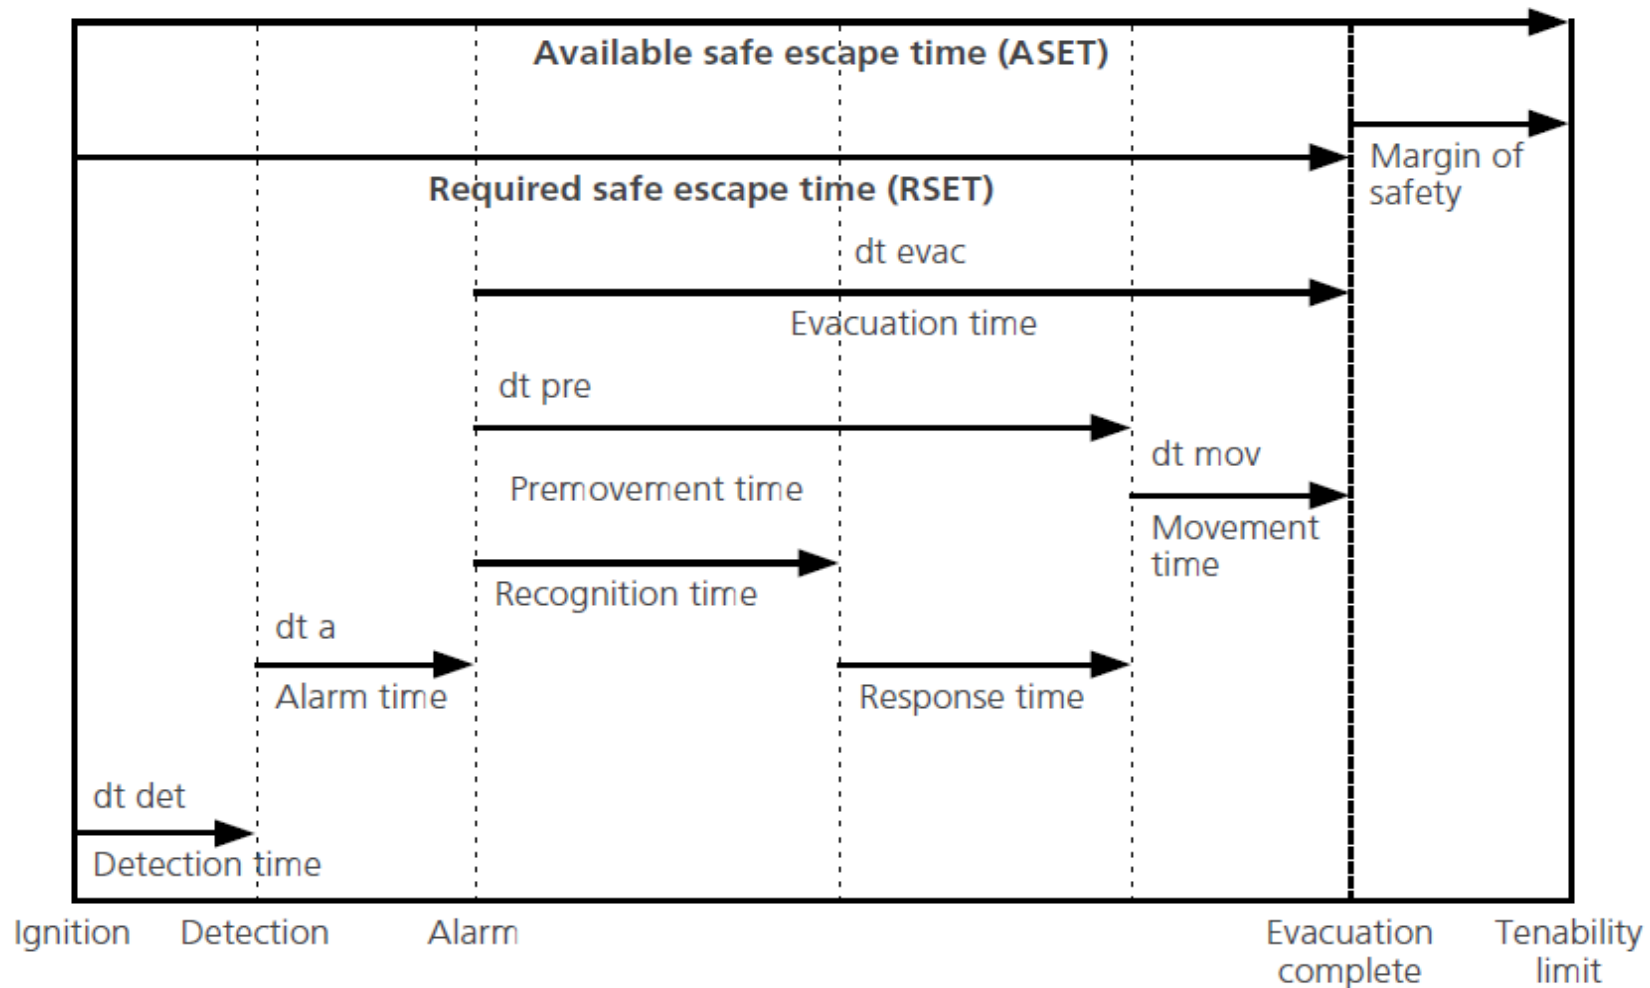 Available safe escape time (ASET)
Margin of
safety
Required safe escape time (RSET)
dt evac
Evacuation time
dt pre
dt mov
Premovement time
Movement
time
Recognition time
dt a
Alarm time
Response time
dt det
Detection time
Ignition
Detection
Alarm
Evacuation
complete
Tenability
limit